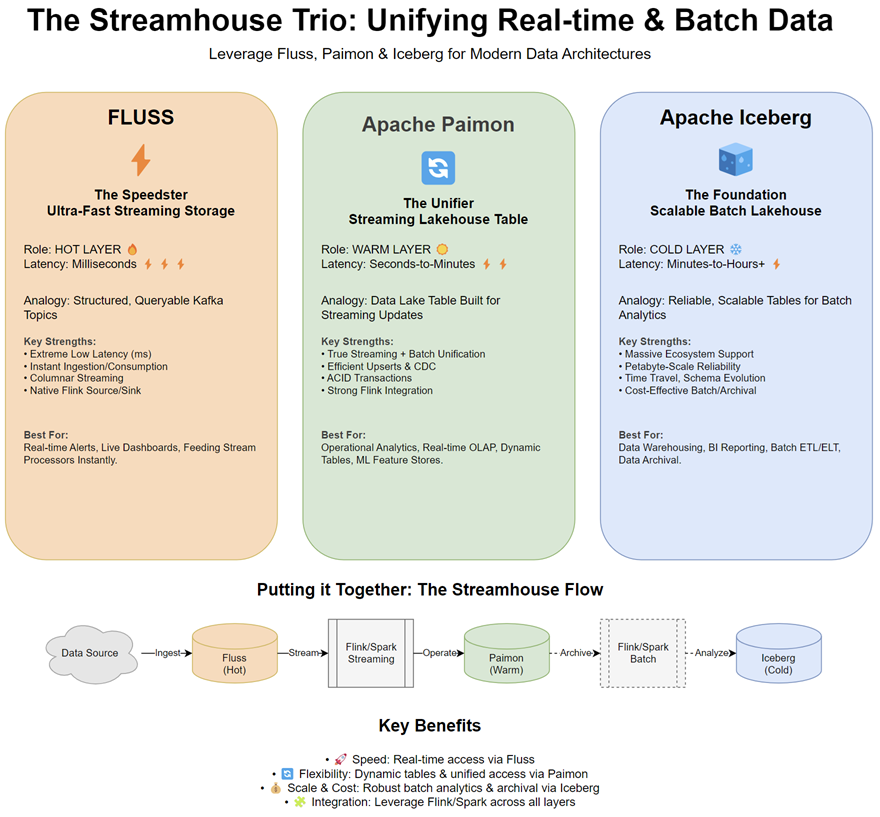 The Streamhouse Trio: Unifying Real-time & Batch Data
Leverage Fluss, Paimon & Iceberg for Modern Data Architectures
FLUSS
The Speedster
Ultra-Fast Streaming Storage
Role: HOT LAYER 🔥
Latency: Milliseconds ⚡ ⚡ ⚡
Analogy: Structured, Queryable Kafka
Topics
Key Strengths:
• Extreme Low Latency (ms)
• Instant Ingestion/Consumption
• Columnar Streaming
• Native Flink Source/Sink
Best For:
Real-time Alerts, Live Dashboards, Feeding Stream
Processors Instantly.
Apache Paimon
The Unifier
Streaming Lakehouse Table
Role: WARM LAYER ☀️
Latency: Seconds-to-Minutes ⚡ ⚡
Analogy: Data Lake Table Built for
Streaming Updates
Key Strengths:
• True Streaming + Batch Unification
• Efficient Upserts & CDC
• ACID Transactions
• Strong Flink Integration
Best For:
Operational Analytics, Real-time OLAP, Dynamic
Tables, ML Feature Stores.
Apache Iceberg
The Foundation
Scalable Batch Lakehouse
Role: COLD LAYER ❄️
Latency: Minutes-to-Hours+ ⚡
Analogy: Reliable, Scalable Tables for Batch
Analytics
Key Strengths:
• Massive Ecosystem Support
• Petabyte-Scale Reliability
• Time Travel, Schema Evolution
• Cost-Effective Batch/Archival
Best For:
Data Warehousing, BI Reporting, Batch ETL/ELT,
Data Archival.
Putting it Together: The Streamhouse Flow
Data Source
Ingest
Fluss
(Hot)
Stream
Flink/Spark
Streaming
Operate
Paimon
(Warm)
Archive
Flink/Spark
Batch
Analyze
Iceberg
(Cold)
Key Benefits
• 🚀 Speed: Real-time access via Fluss
• 🔄 Flexibility: Dynamic tables & unified access via Paimon
• 💰 Scale & Cost: Robust batch analytics & archival via Iceberg
• 🧩 Integration: Leverage Flink/Spark across all layers